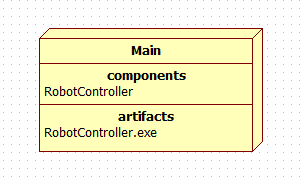 Main
components
RobotController
artifacts
RobotController.exe